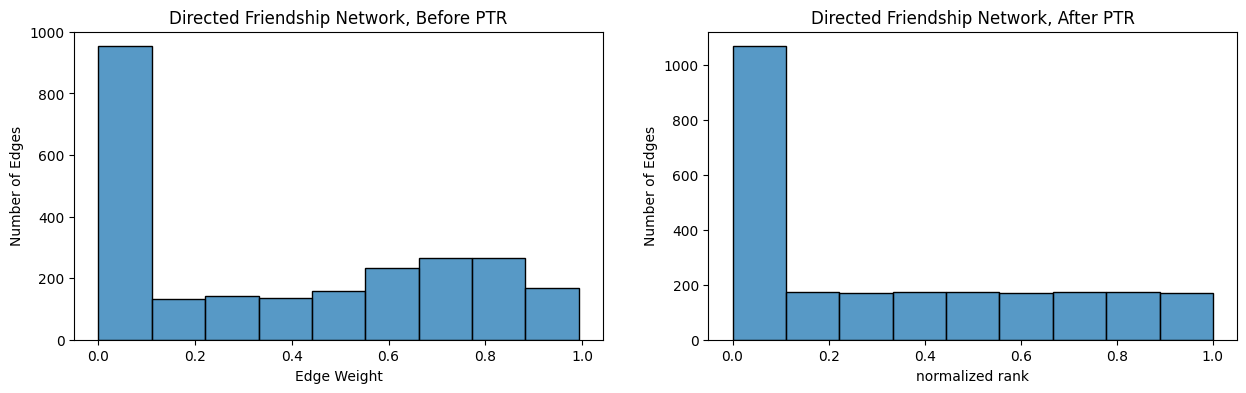 Directed Friendship Network, Before PTR
Number of Edges
1000
800
600
400
200
0
0.0 0.2 0.4 0.6 0.8 1.0
Edge Weight
Directed Friendship Network, After PTR
Number of Edges
1000
800
600
400
200
0
0.0 0.2 0.4 0.6 0.8 1.0
normalized rank